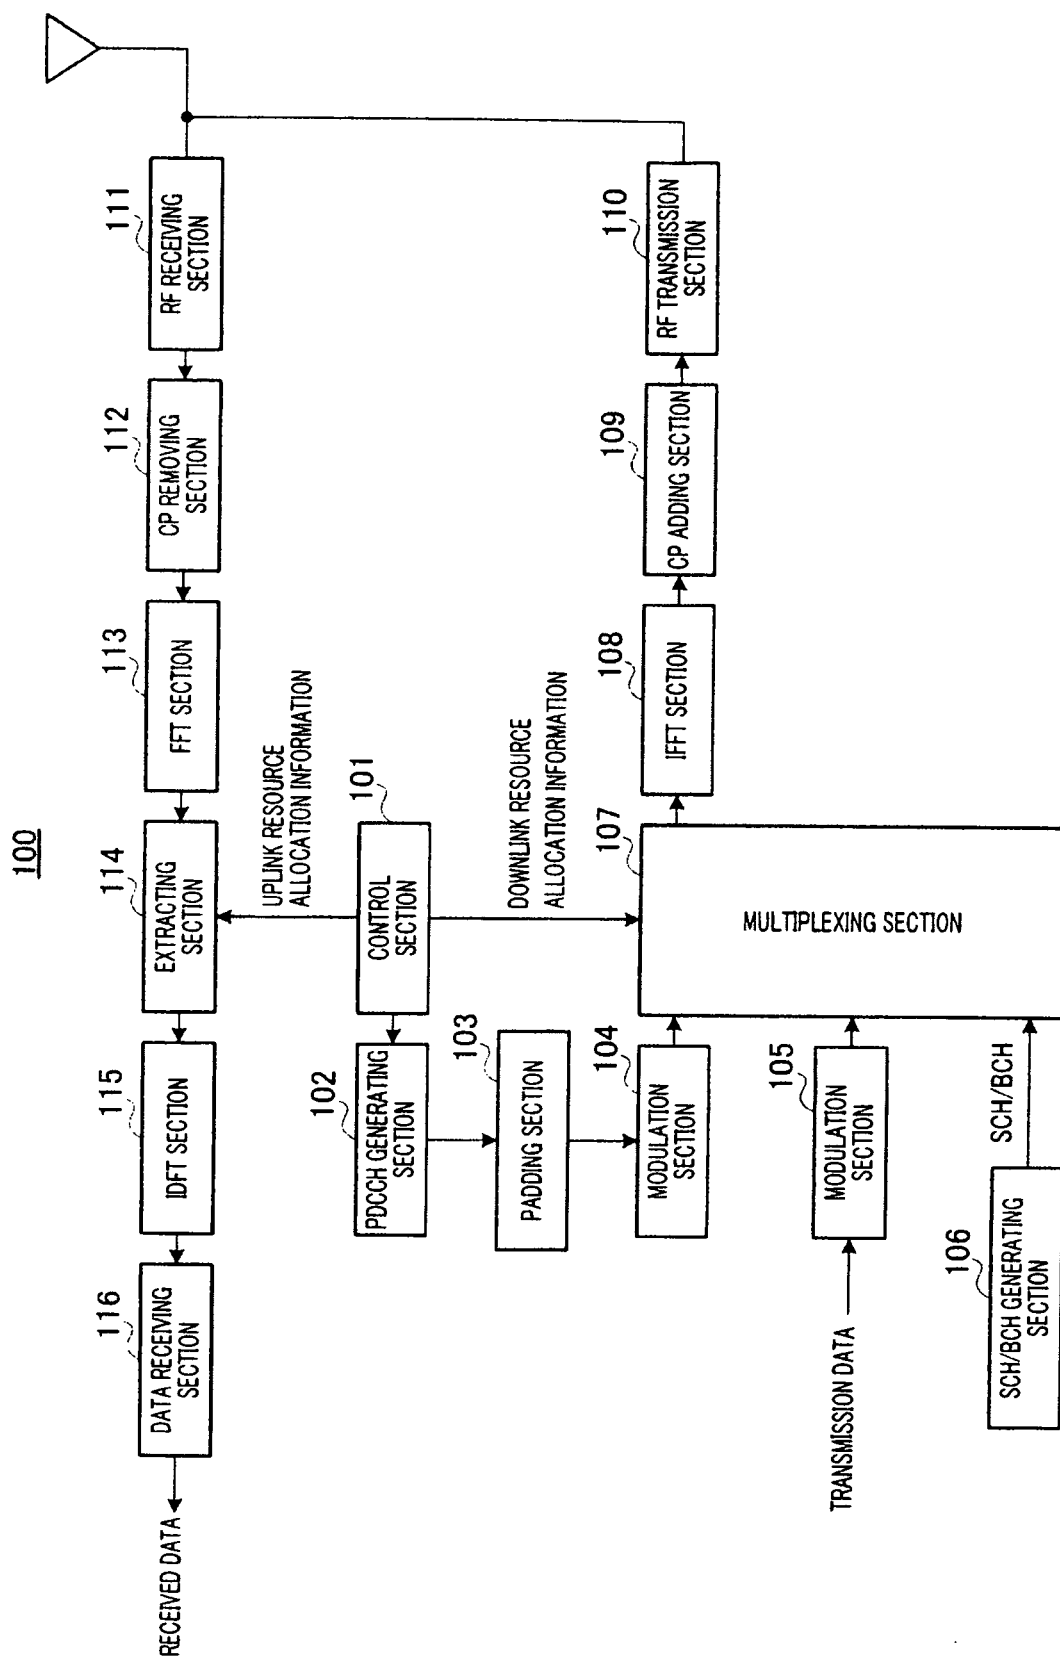 100
111
RF RECEIVING
SECTION
112
CP REMOVING
SECTION
113
FFT SECTION
114
EXTRACTING
SECTION
115
IDFT SECTION
116
DATA RECEIVING
SECTION
RECEIVED DATA
UPLINK RESOURCE
ALLOCATION INFORMATION
101
CONTROL
SECTION
DOWNLINK RESOURCE
ALLOCATION INFORMATION
102
PDCCH GENERATING
SECTION
103
PADDING SECTION
104
MODULATION
SECTION
105
MODULATION
SECTION
TRANSMISSION DATA
106
SCH/BCH GENERATING
SECTION
SCH/BCH
107
MULTIPLEXING SECTION
108
IFFT SECTION
109
CP ADDING SECTION
110
RF TRANSMISSION
SECTION